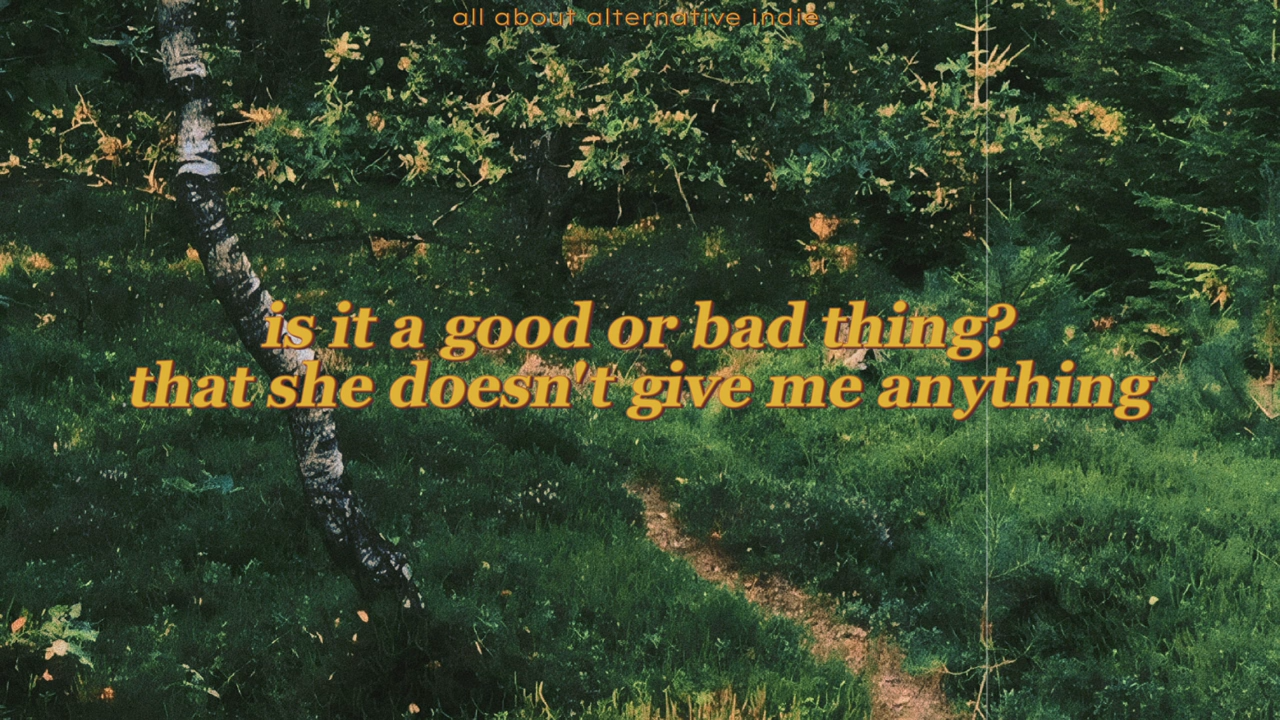 all about alternative indie
is it a good or bad thing?
that she doesn't give me anything